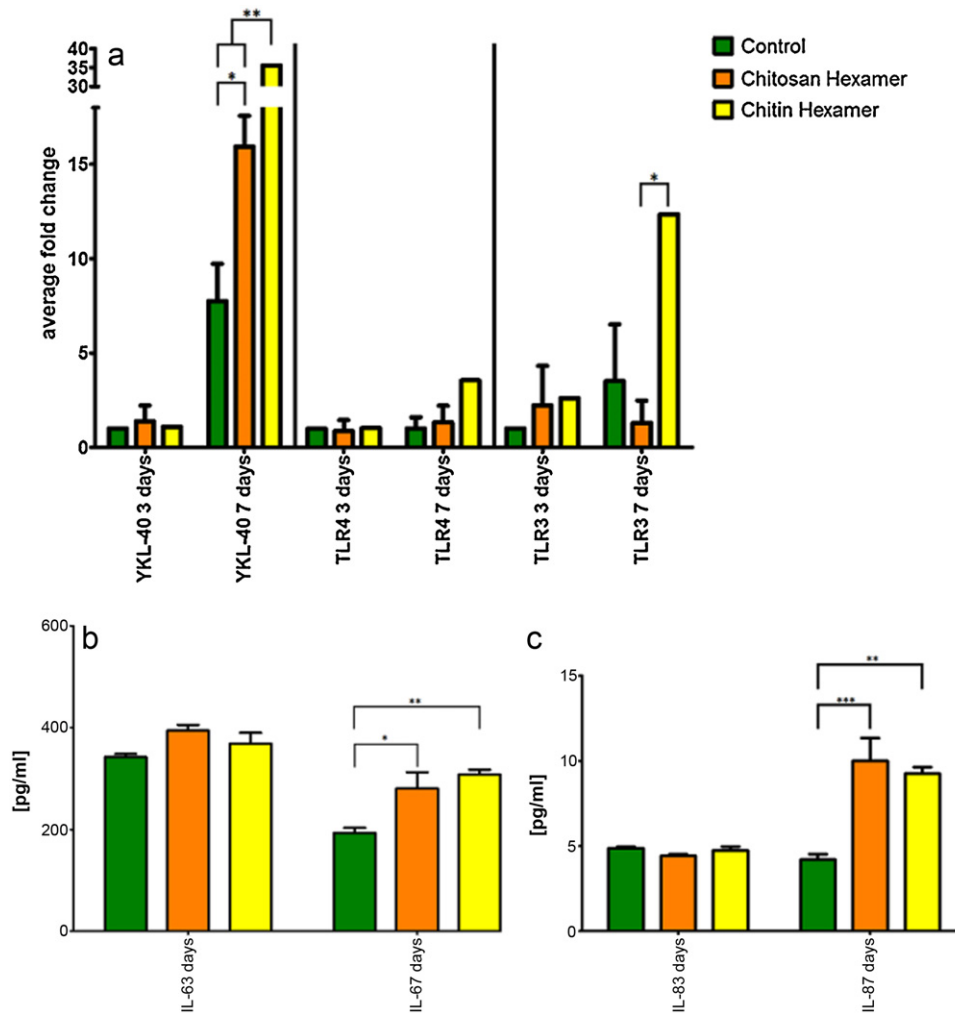 a
**
*
40
35
30
15
10
5
0
average fold change
*
Control
Chitosan Hexamer
Chitin Hexamer
YKL-40 3 days
YKL-40 7 days
TLR4 3 days
TLR4 7 days
TLR3 3 days
TLR3 7 days
b
600
400
200
0
[pg/ml]
**
*
IL-63 days
IL-67 days
c
15
10
5
0
[pg/ml]
**
***
IL-83 days
IL-87 days